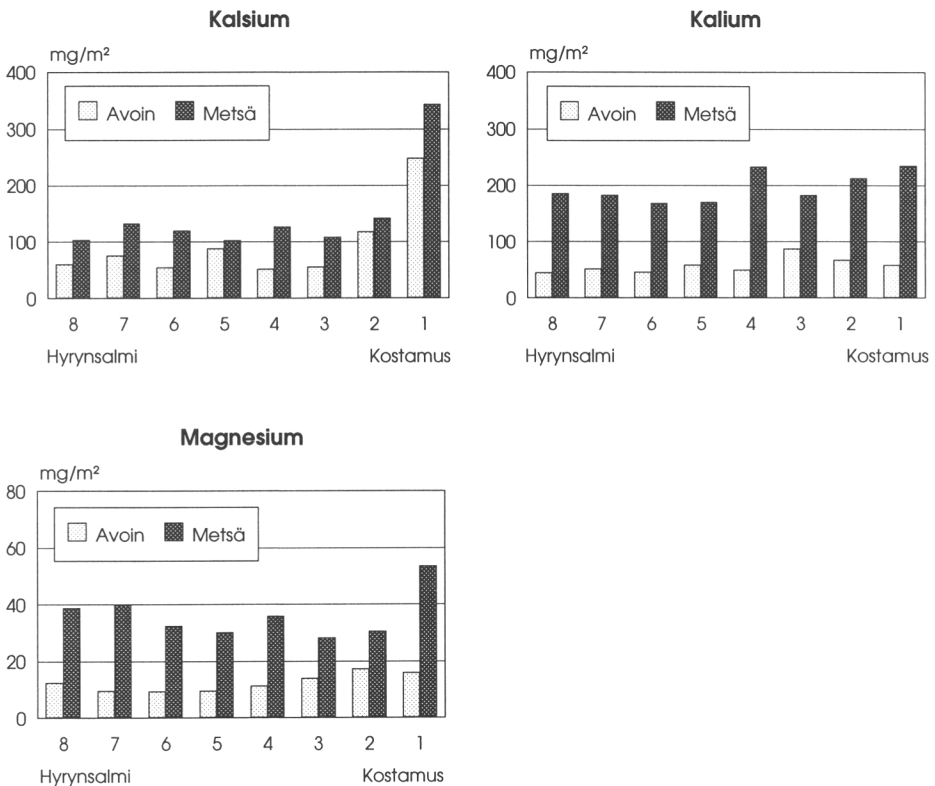 Kalsium
mg/m²
400
300
200
100
0
Avoin Metsä
8 7 6 5 4 3 2 1
Hyrynsalmi Kostamus
Kalium
mg/m²
400
300
200
100
0
Avoin Metsä
8 7 6 5 4 3 2 1
Hyrynsalmi Kostamus
Magnesium
mg/m²
80
60
40
20
0
Avoin Metsä
8 7 6 5 4 3 2 1
Hyrynsalmi Kostamus